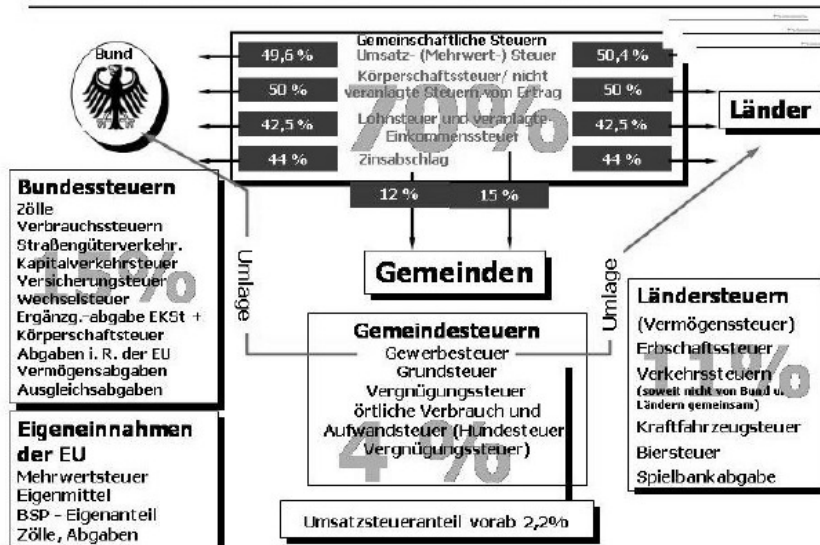 Bund
Gemeinschaftliche Steuern
49,6 % Umsatz- (Mehrwert-) Steuer 50,4 %
Körperschaftssteuer/ nicht
50 % veranlagte Steuern vom Ertrag 50 %
70%
42,5 % Lohnsteuer und veranlagte 42,5 %
Einkommenssteuer
44 % Zinsabschlag 44 %
12 % 15 %
Länder
Bundessteuern
Zölle
Verbrauchssteuern
Straßengüterverkehr.
Kapitalverkehrsteuer
Versicherungsteuer
Wechselsteuer
Ergänzg.-abgabe EKSt +
Körperschaftsteuer
Abgaben i. R. der EU
Vermögensabgaben
Ausgleichsabgaben
15%
Umlage
Gemeinden
Umlage
Gemeindesteuern
Gewerbesteuer
Grundsteuer
Vergnügungssteuer
örtliche Verbrauch und
Aufwandsteuer (Hundesteuer
Vergnügungssteuer)
4 %
Ländersteuern
(Vermögenssteuer)
Erbschaftssteuer
Verkehrssteuern
(soweit nicht von Bund u
Ländern gemeinsam)
Kraftfahrzeugsteuer
Biersteuer
Spielbankabgabe
11%
Eigeneinnahmen
der EU
Mehrwertsteuer
Eigenmittel
BSP - Eigenanteil
Zölle, Abgaben
Umsatzsteueranteil vorab 2,2%